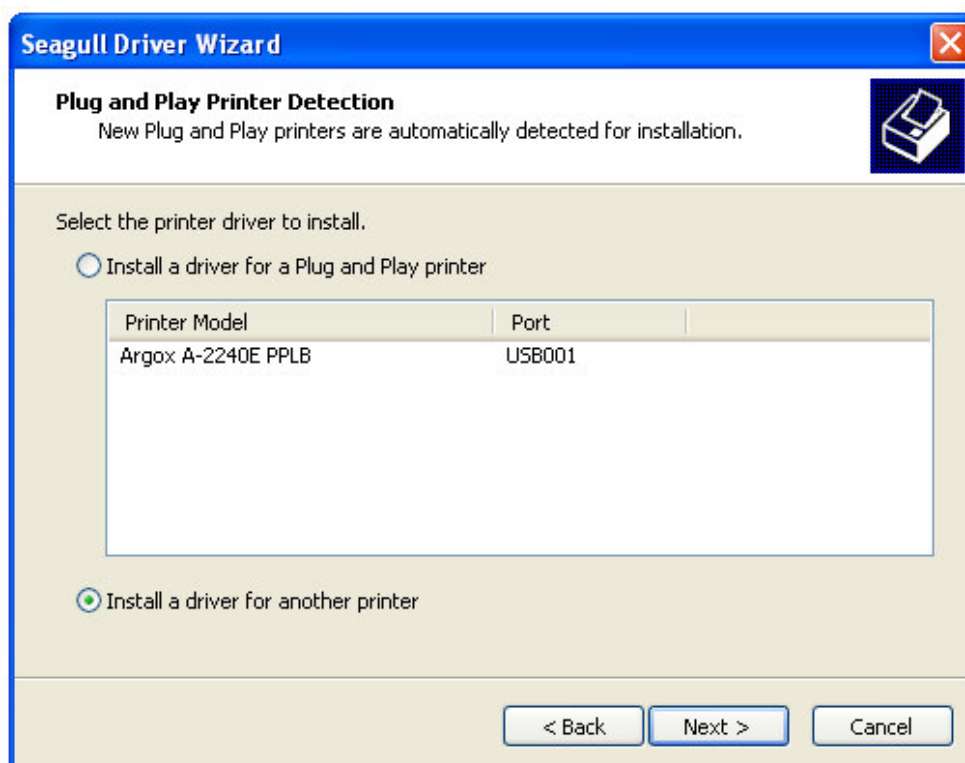 Seagull Driver Wizard
Plug and Play Printer Detection
New Plug and Play printers are automatically detected for installation.
Select the printer driver to install.
Install a driver for a Plug and Play printer
Printer Model Port
Argox A-2240E PPLB USB001
Install a driver for another printer
< Back Next > Cancel